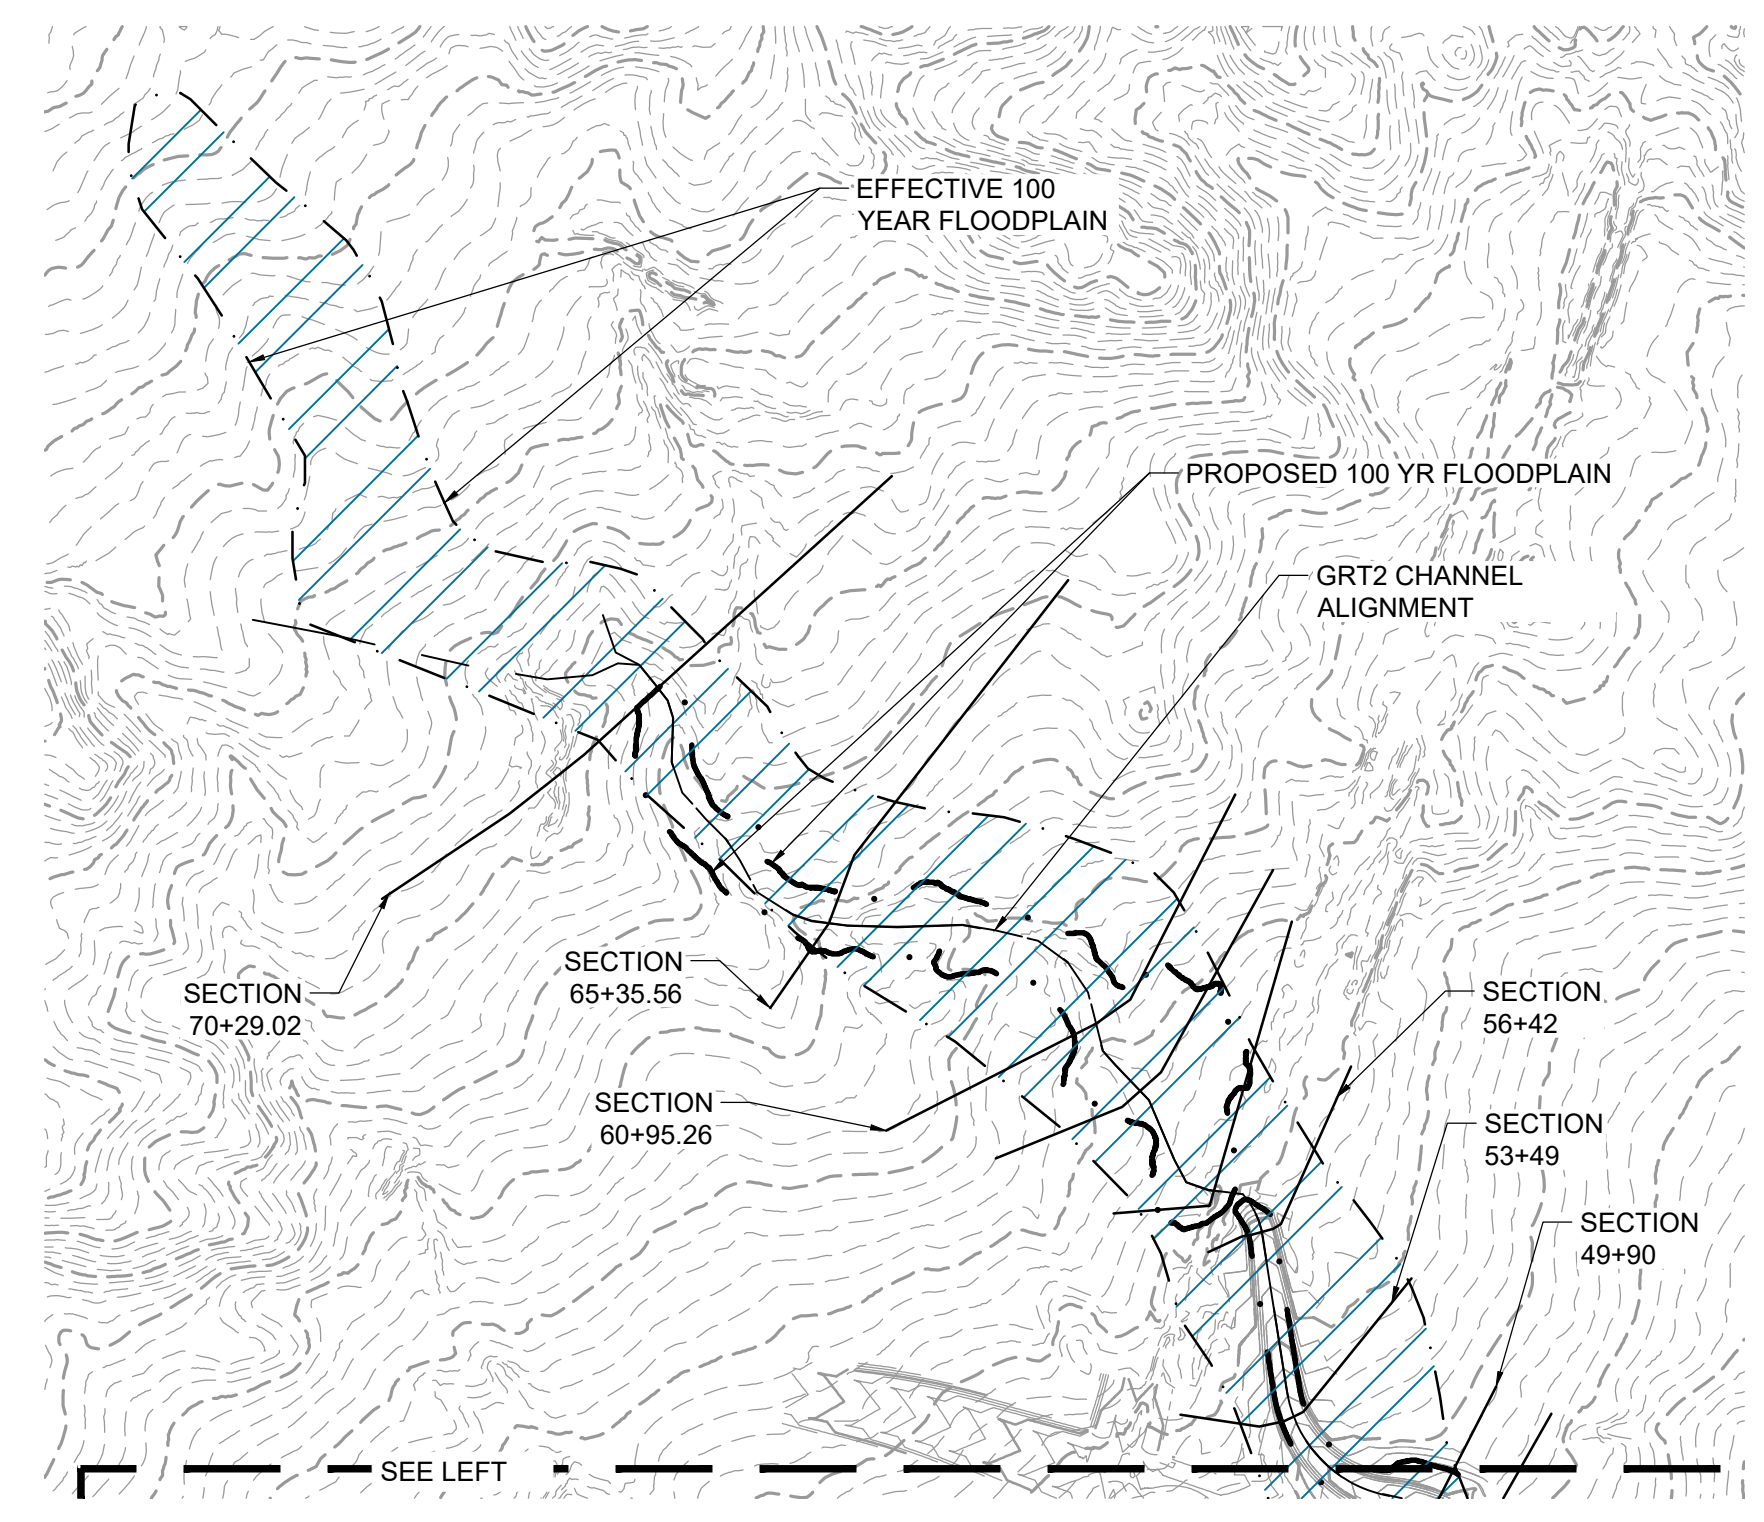 EFFECTIVE 100
YEAR FLOODPLAIN
PROPOSED 100 YR FLOODPLAIN
GRT2 CHANNEL
ALIGNMENT
SECTION
65+35.56
SECTION
70+29.02
SECTION
56+42
SECTION
60+95.26
SECTION
53+49
SECTION
49+90
SEE LEFT